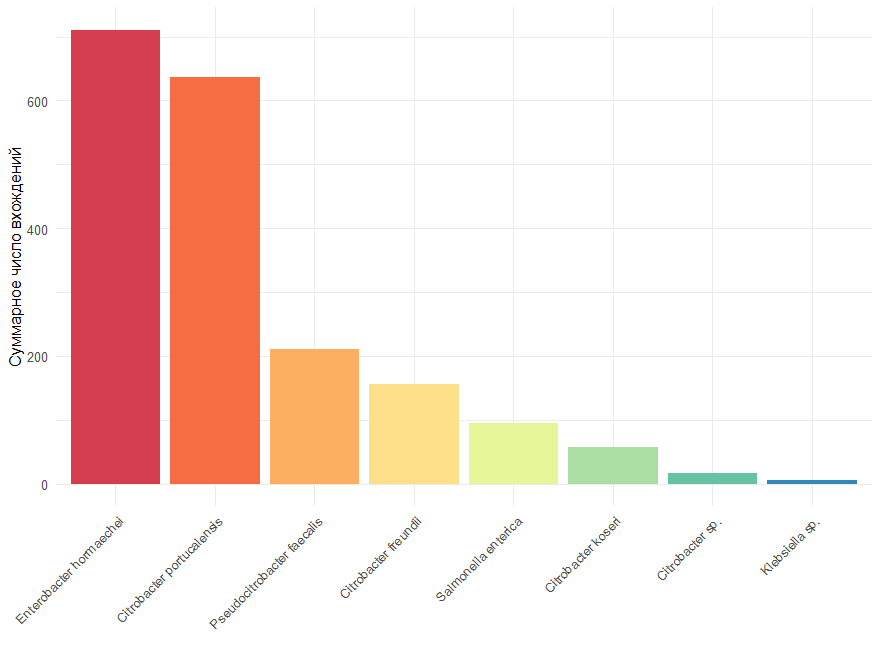 Суммарное число вхождений
600
400
200
0
Enterobacter hormaechei
Citrobacter portucalensis
Pseudocitrobacter faecalis
Citrobacter freundii
Salmonella enterica
Citrobacter koseri
Citrobacter sp.
Klebsiella sp.